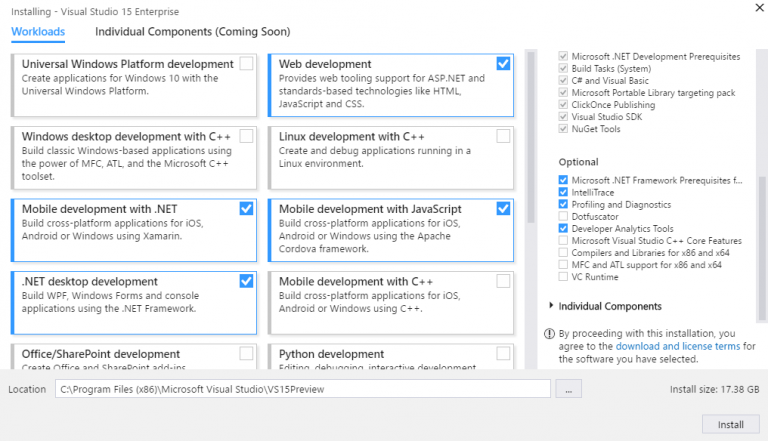 Installing - Visual Studio 15 Enterprise
Workloads
Individual Components (Coming Soon)
Universal Windows Platform development
Create applications for Windows 10 with the
Universal Windows Platform.
Web development
Provides web tooling support for ASP.NET and
standards-based technologies like HTML,
JavaScript and CSS.
Windows desktop development with C++
Build classic Windows-based applications using
the power of MFC, ATL, and the Microsoft C++
toolset.
Linux development with C++
Create and debug applications running in a
Linux environment.
Mobile development with .NET
Build cross-platform applications for iOS,
Android or Windows using Xamarin.
Mobile development with JavaScript
Build cross-platform applications for iOS,
Android or Windows using the Apache
Cordova framework.
.NET desktop development
Build WPF, Windows Forms and console
applications using the .NET Framework.
Mobile development with C++
Build cross-platform applications for iOS,
Android or Windows using C++.
Office/SharePoint development
Create Office and SharePoint add-ins,
Python development
Editing, debugging, interactive development
Microsoft .NET Development Prerequisites
Build Tasks (System)
C# and Visual Basic
Microsoft Portable Library targeting pack
ClickOnce Publishing
Visual Studio SDK
NuGet Tools
Optional
Microsoft .NET Framework Prerequisites f...
IntelliTrace
Profiling and Diagnostics
Dotfuscator
Developer Analytics Tools
Microsoft Visual Studio C++ Core Features
Compilers and Libraries for x86 and x64
MFC and ATL support for x86 and x64
VC Runtime
Individual Components
By proceeding with this installation, you
agree to the download and license terms for
the software you have selected.
Location
C:\Program Files (x86)\Microsoft Visual Studio\VS15Preview
...
Install size: 17.38 GB
Install